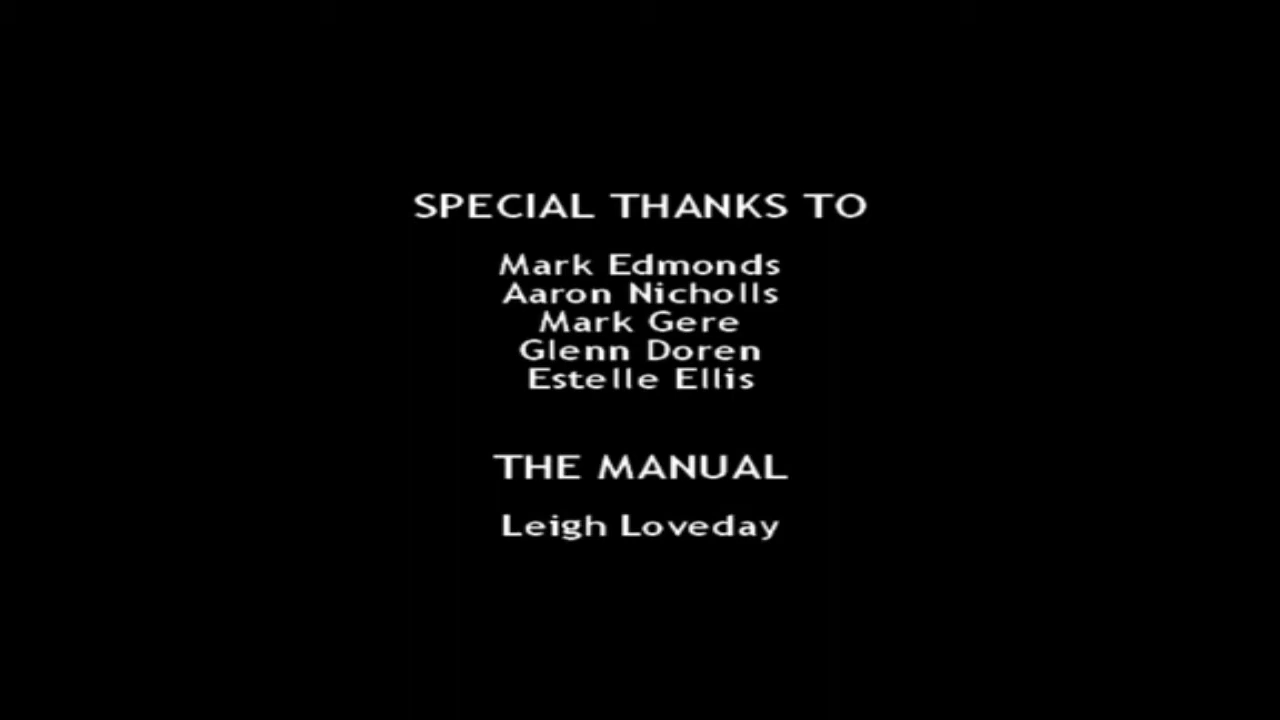 SPECIAL THANKS TO
Mark Edmonds
Aaron Nicholls
Mark Gere
Glenn Doren
Estelle Ellis
THE MANUAL
Leigh Loveday